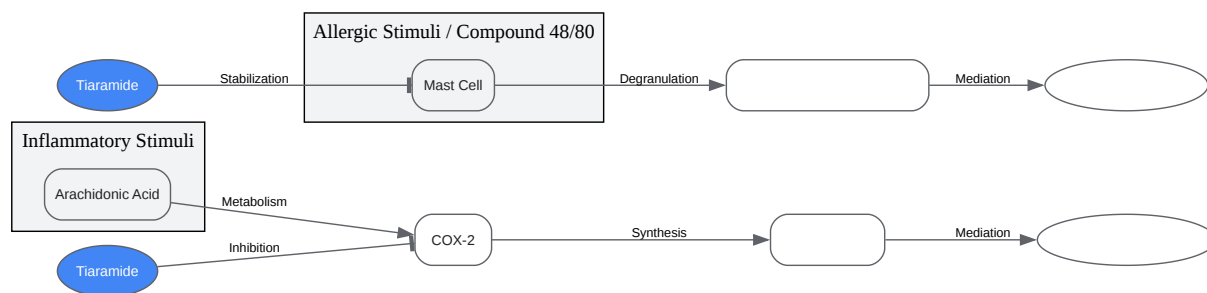 Allergic Stimuli / Compound 48/80
Tiaramide
Stabilization
Mast Cell
Degranulation
Mediation
Inflammatory Stimuli
Arachidonic Acid
Metabolism
Tiaramide
Inhibition
COX-2
Synthesis
Mediation